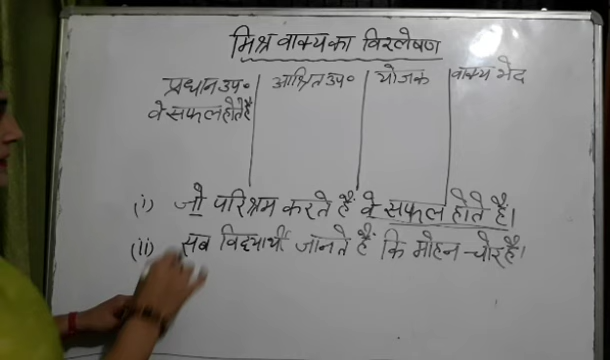 मिश्र वाक्य का विश्लेषण
प्रधान उप० आश्रित उप० योजक वाक्य भेद
वे सफल होते हैं
(i) जो परिश्रम करते हैं वे सफल होते हैं।
(ii) सब विद्यार्थी जानते हैं कि मोहन चोर है।